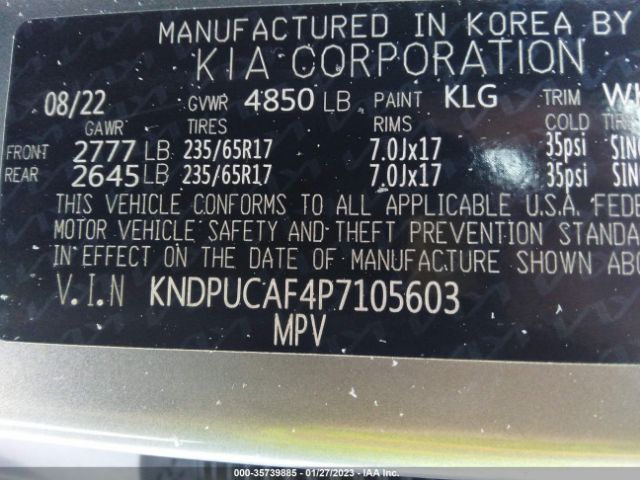 MANUFACTURED IN KOREA BY
KIA CORPORATION
08/22 GVWR 4850 LB PAINT KLG TRIM
GAWR TIRES RIMS COLD
FRONT 2777 LB 235/65R17 7.0Jx17 35psi
REAR 2645 LB 235/65R17 7.0Jx17 35psi
THIS VEHICLE CONFORMS TO ALL APPLICABLE U.S.A.
MOTOR VEHICLE SAFETY AND THEFT PREVENTION
IN EFFECT ON THE DATE OF MANUFACTURE SHOWN
V.I.N KNDPUCAF4P7105603
MPV
000-35739885 - 01/27/2023 - IAA Inc.